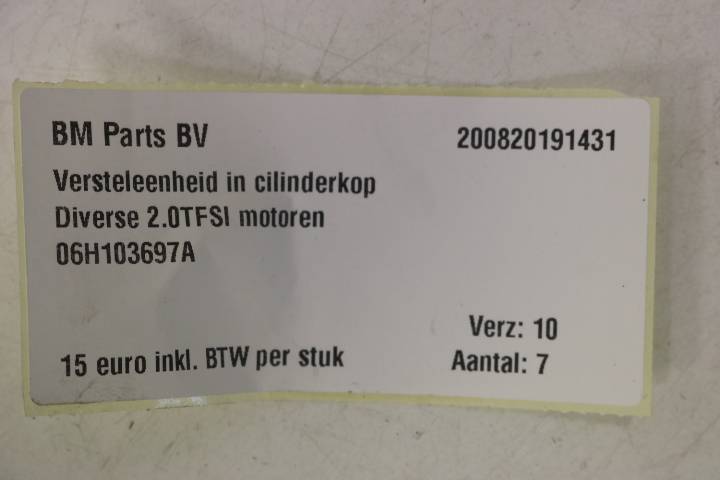 BM Parts BV 200820191431
Versteleenheid in cilinderkop
Diverse 2.0TFSI motoren
06H103697A
Verz: 10
15 euro inkl. BTW per stuk Aantal: 7